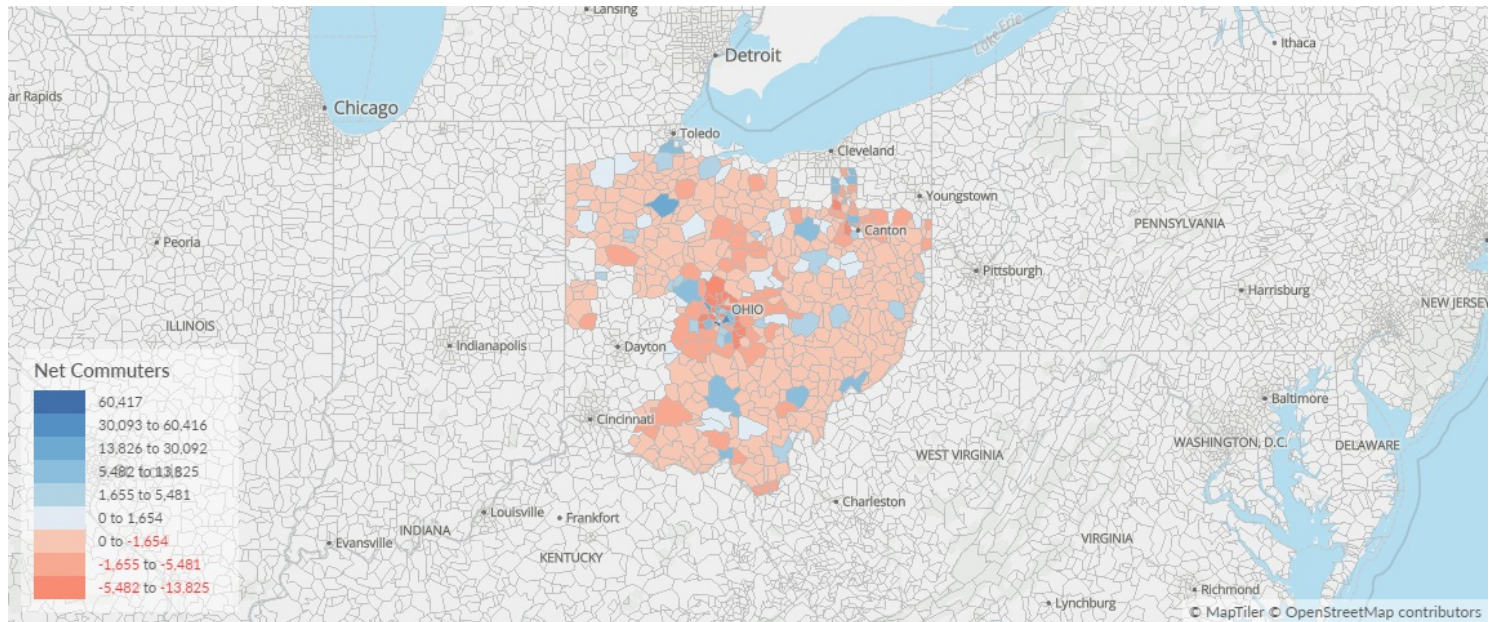 Lansing
Ithaca
Detroit
Lake Erie
ar Rapids
Chicago
Toledo
Cleveland
Youngstown
PENNSYLVANIA
Canton
Peoria
Pittsburgh
Harrisburg
NEW JERSEY
OHIO
ILLINOIS
Indianapolis
Dayton
Net Commuters
60,417
30,093 to 60,416
13,826 to 30,092
5,482 to 13,825
1,655 to 5,481
0 to 1,654
0 to -1,654
-1,655 to -5,481
-5,482 to -13,825
Baltimore
Cincinnati
WASHINGTON, D.C.
DELAWARE
WEST VIRGINIA
Charleston
Louisville
Frankfort
INDIANA
Evansville
KENTUCKY
VIRGINIA
Richmond
Lynchburg
© MapTiler © OpenStreetMap contributors